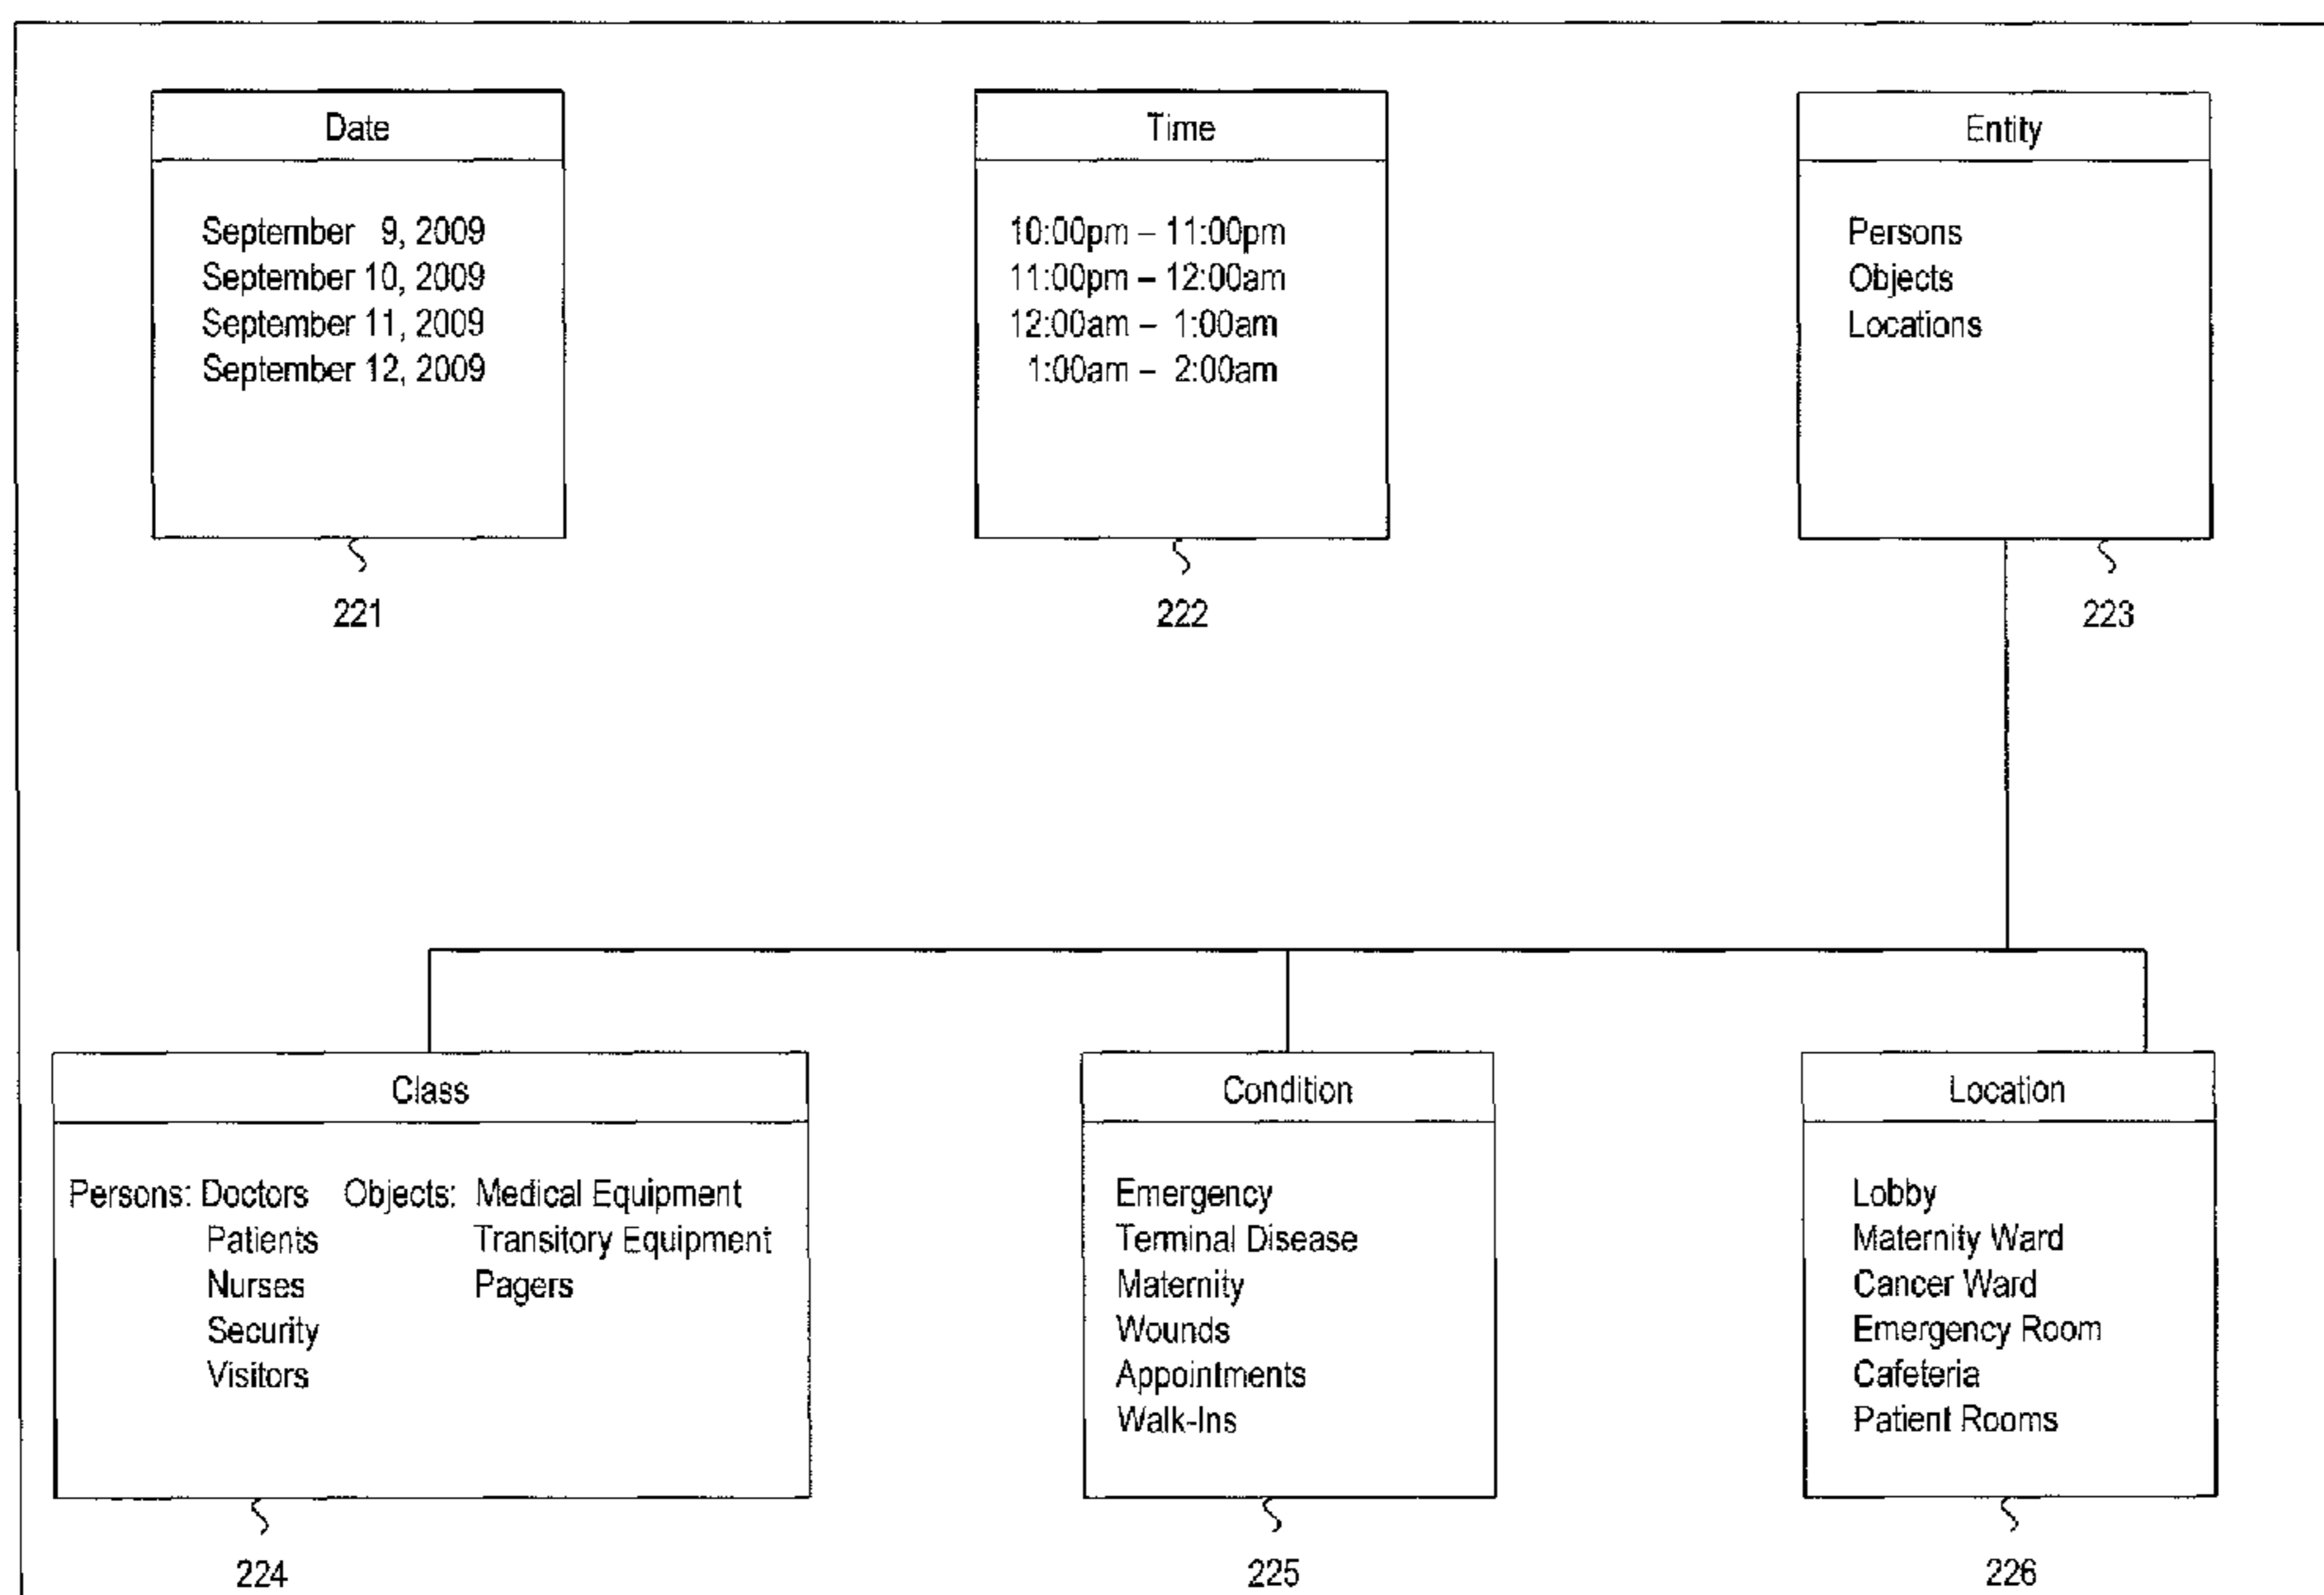 Date
September 9, 2009
September 10, 2009
September 11, 2009
September 12, 2009
221
Time
10:00pm – 11:00pm
11:00pm – 12:00am
12:00am – 1:00am
1:00am – 2:00am
222
Entity
Persons
Objects
Locations
223
Class
Persons: Doctors Objects: Medical Equipment
Patients Transitory Equipment
Nurses Pagers
Security
Visitors
224
Condition
Emergency
Terminal Disease
Maternity
Wounds
Appointments
Walk-Ins
225
Location
Lobby
Maternity Ward
Cancer Ward
Emergency Room
Cafeteria
Patient Rooms
226